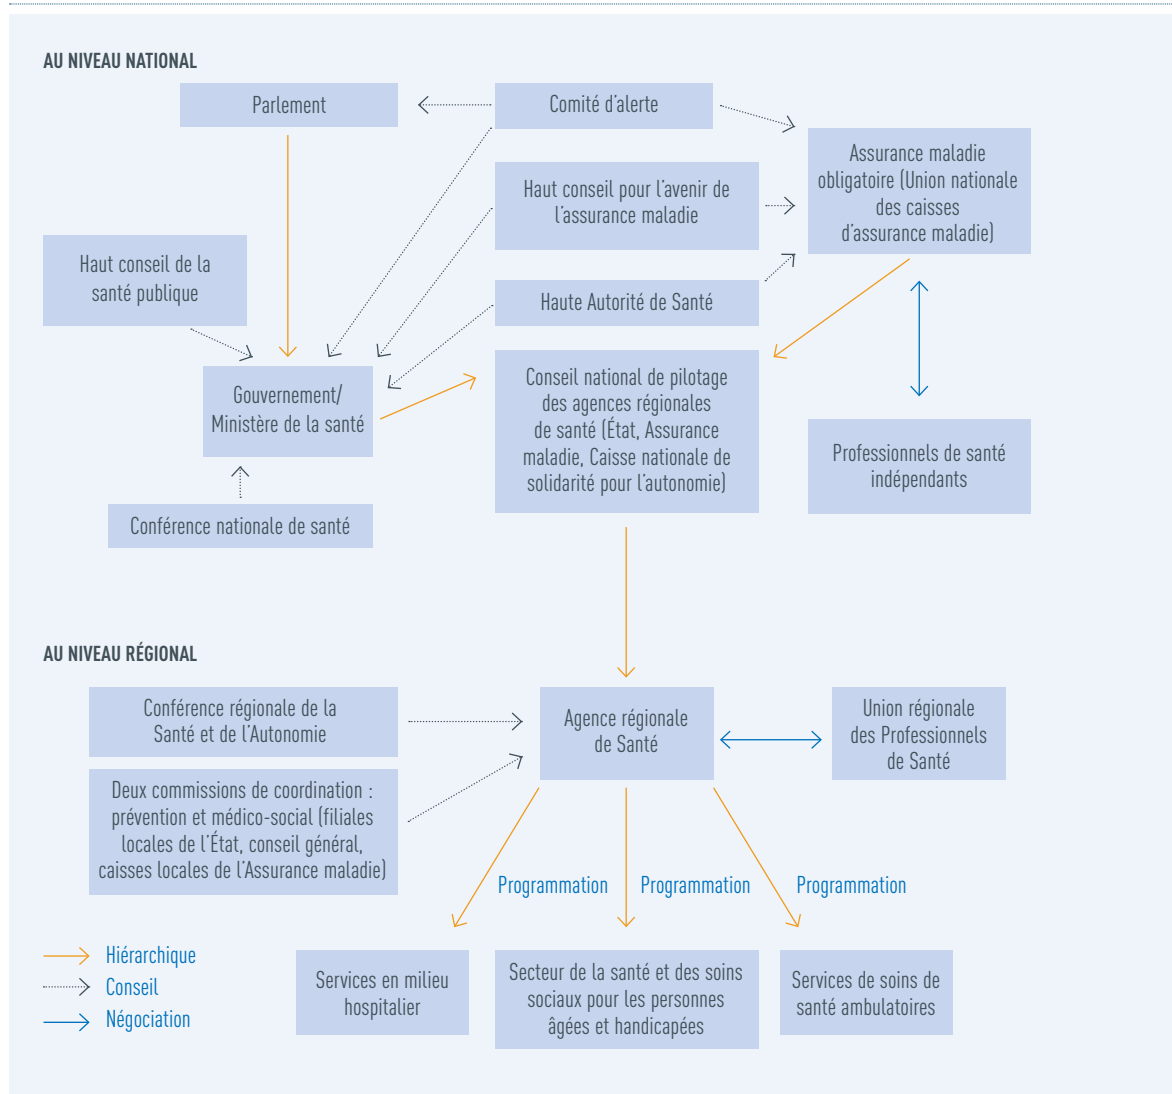 AU NIVEAU NATIONAL
Parlement
Comité d'alerte
Assurance maladie
obligatoire (Union nationale
des caisses
d'assurance maladie)
Haut conseil pour l'avenir de
l'assurance maladie
Haut conseil de la
santé publique
Haute Autorité de Santé
Gouvernement/
Ministère de la santé
Conseil national de pilotage
des agences régionales
de santé (État, Assurance
maladie, Caisse nationale de
solidarité pour l'autonomie)
Professionnels de santé
indépendants
Conférence nationale de santé
AU NIVEAU RÉGIONAL
Conférence régionale de la
Santé et de l'Autonomie
Agence régionale
de Santé
Union régionale
des Professionnels
de Santé
Deux commissions de coordination :
prévention et médico-social (filiales
locales de l'État, conseil général,
caisses locales de l'Assurance maladie)
Programmation
Programmation
Programmation
Hiérarchique
Conseil
Négociation
Services en milieu
hospitalier
Secteur de la santé et des soins
sociaux pour les personnes
âgées et handicapées
Services de soins de
santé ambulatoires